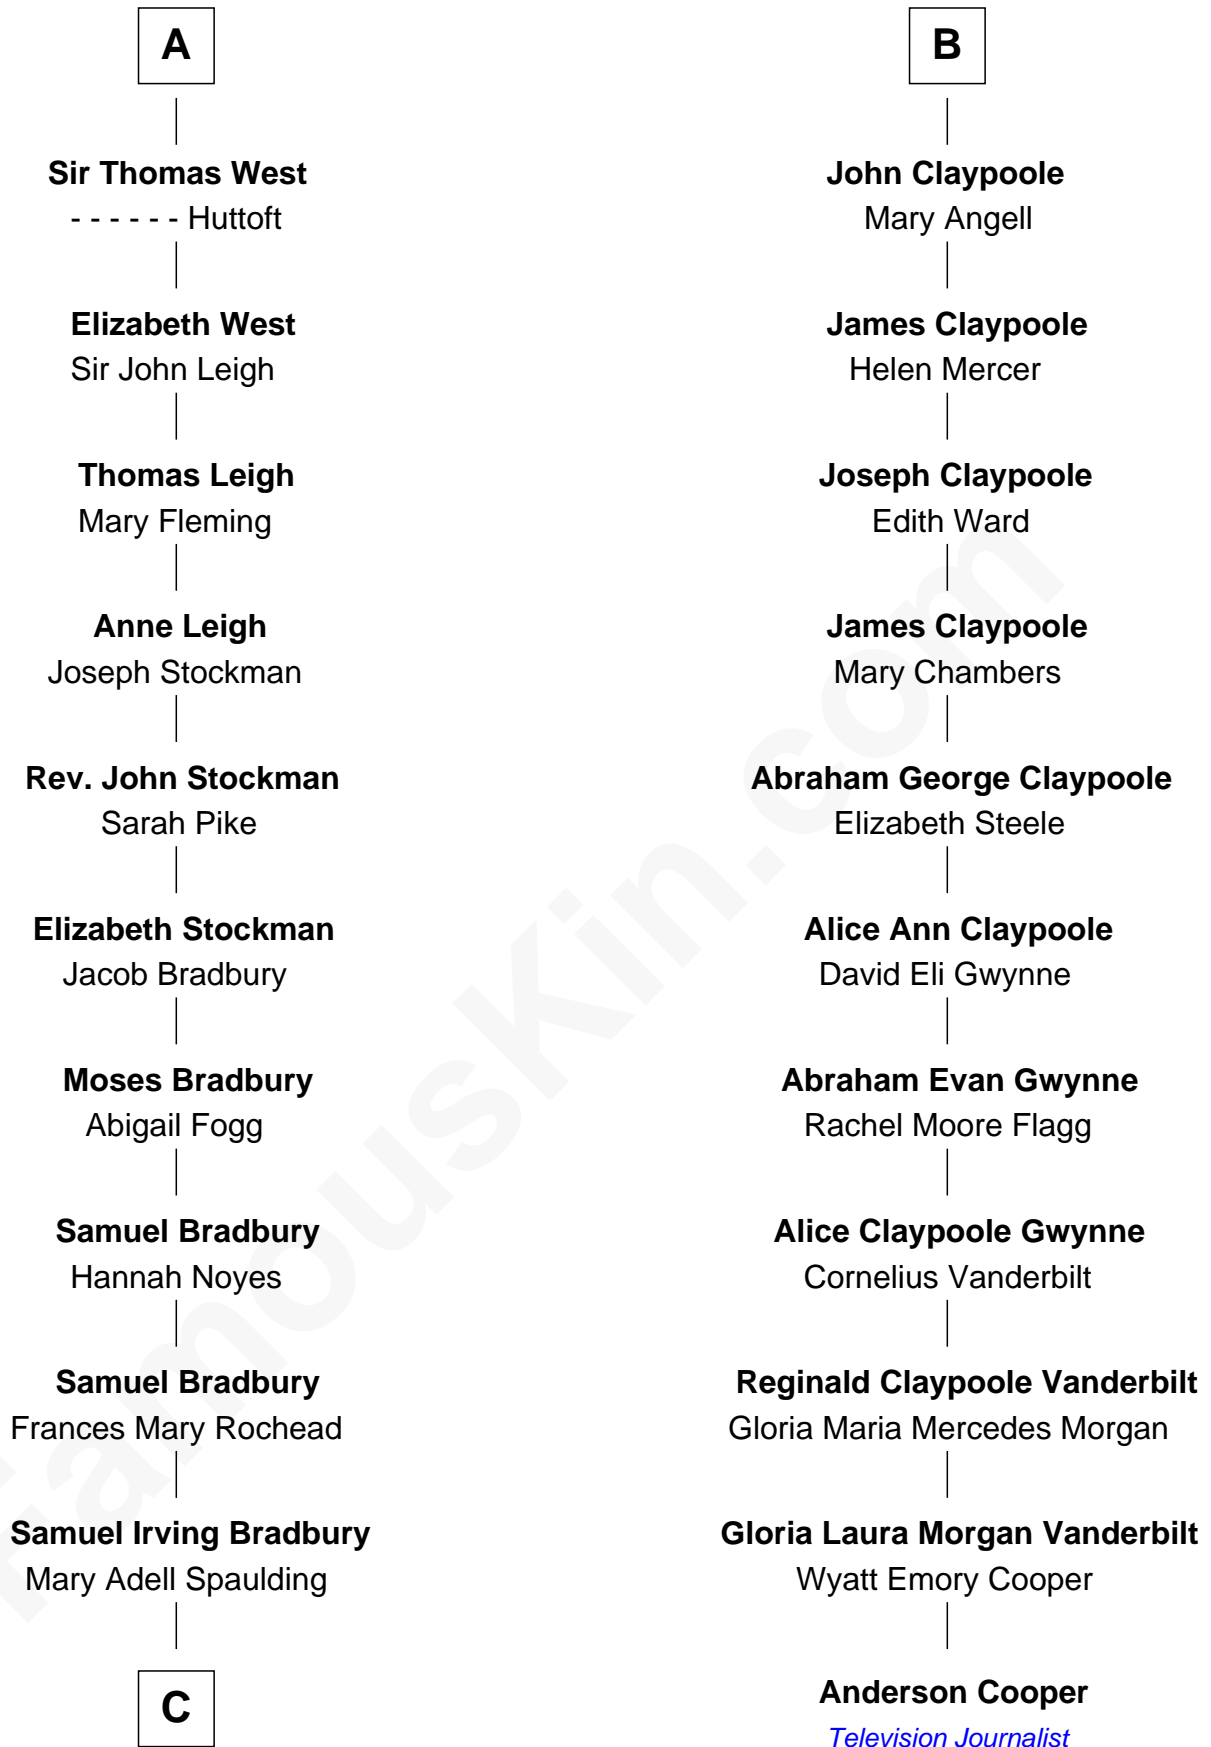 A
Sir Thomas West
- - - - - - Huttoft
Elizabeth West
Sir John Leigh
Thomas Leigh
Mary Fleming
Anne Leigh
Joseph Stockman
Rev. John Stockman
Sarah Pike
Elizabeth Stockman
Jacob Bradbury
Moses Bradbury
Abigail Fogg
Samuel Bradbury
Hannah Noyes
Samuel Bradbury
Frances Mary Rochead
Samuel Irving Bradbury
Mary Adell Spaulding
C
B
John Claypoole
Mary Angell
James Claypoole
Helen Mercer
Joseph Claypoole
Edith Ward
James Claypoole
Mary Chambers
Abraham George Claypoole
Elizabeth Steele
Alice Ann Claypoole
David Eli Gwynne
Abraham Evan Gwynne
Rachel Moore Flagg
Alice Claypoole Gwynne
Cornelius Vanderbilt
Reginald Claypoole Vanderbilt
Gloria Maria Mercedes Morgan
Gloria Laura Morgan Vanderbilt
Wyatt Emory Cooper
Anderson Cooper
Television Journalist
FamousKin.com